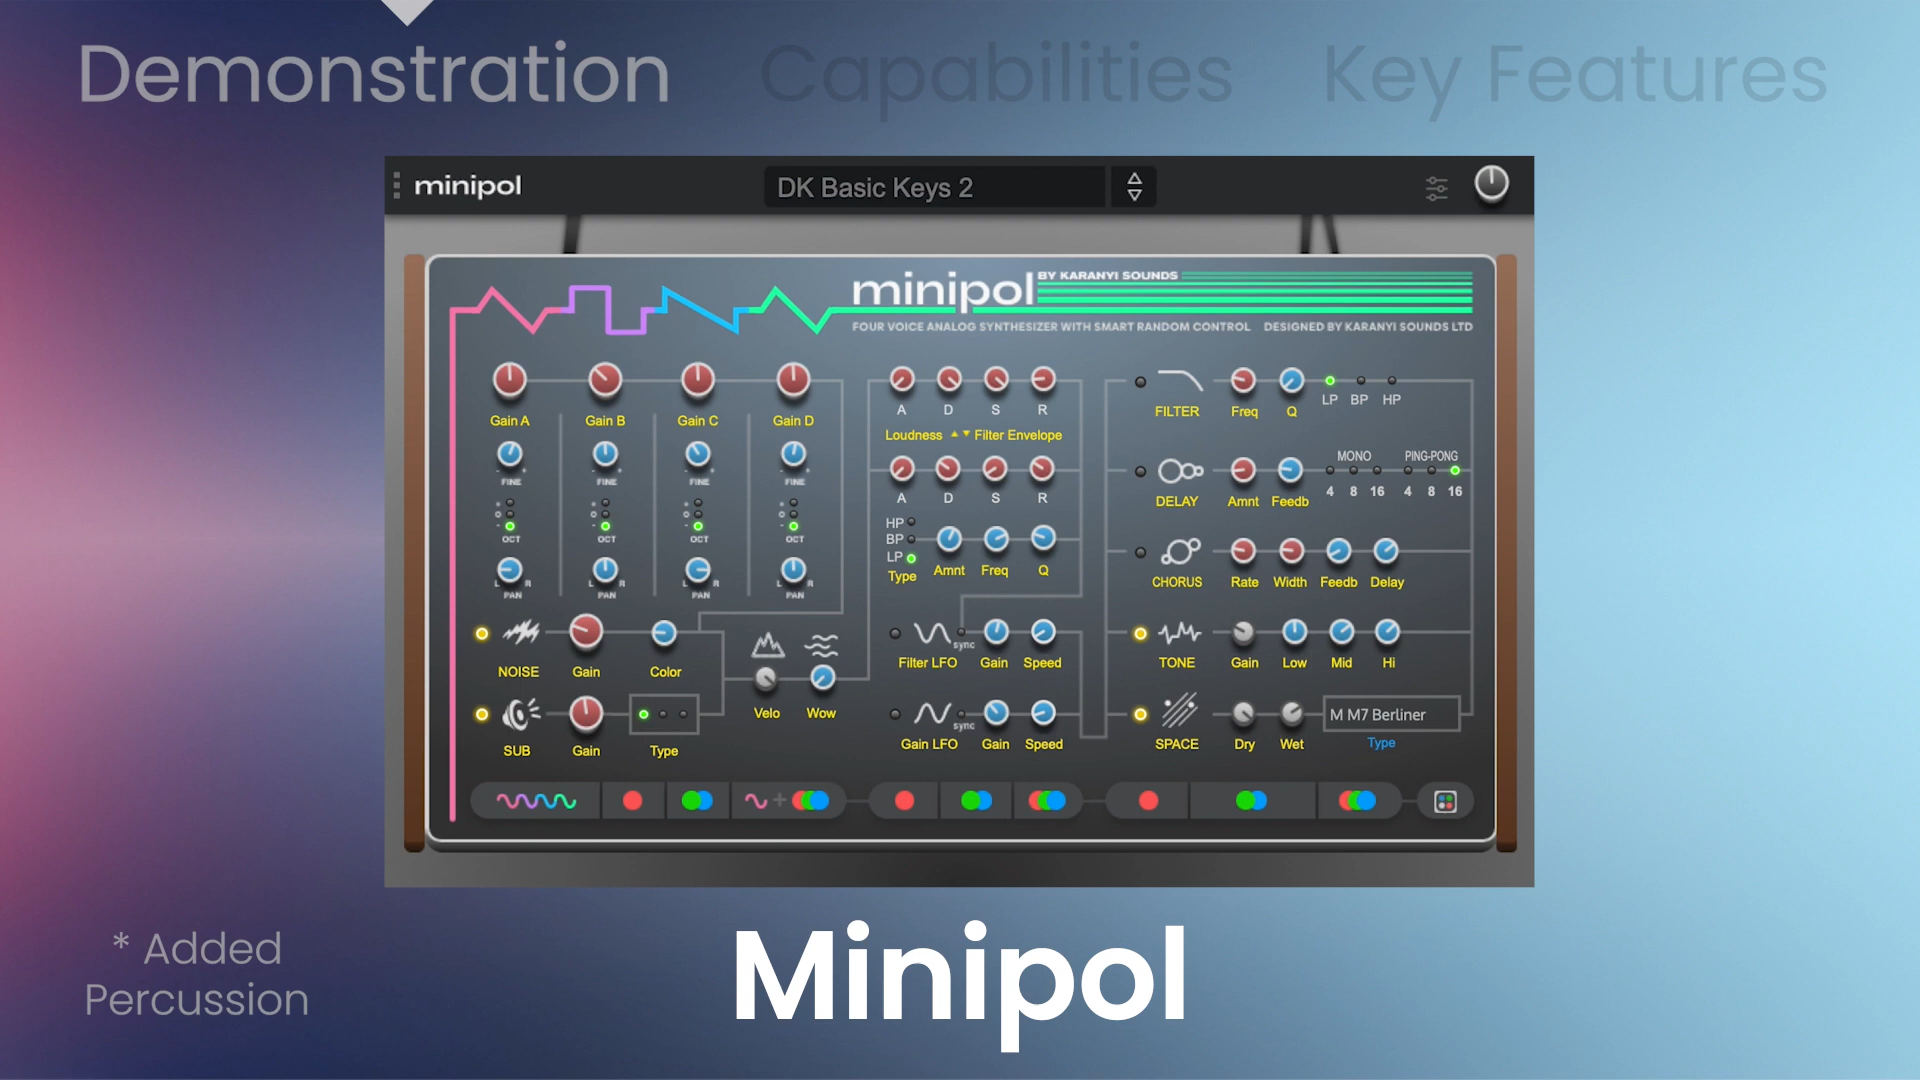 Demonstration Capabilities Key Features
minipol DK Basic Keys 2
minipol BY KARANYI SOUNDS
FOUR VOICE ANALOG SYNTHESIZER WITH SMART RANDOM CONTROL DESIGNED BY KARANYI SOUNDS LTD
Gain A Gain B Gain C Gain D
FINE FINE FINE FINE
- o + - o + - o + - o +
OCT OCT OCT OCT
L R L R L R L R
PAN PAN PAN PAN
NOISE Gain Color
SUB Gain Type
Velo Wow
A D S R
Loudness Filter Envelope
A D S R
HP
BP
LP
Type Amnt Freq Q
sync
Filter LFO Gain Speed
sync
Gain LFO Gain Speed
FILTER Freq Q LP BP HP
MONO PING-PONG
4 8 16 4 8 16
DELAY Amnt Feedb
CHORUS Rate Width Feedb Delay
TONE Gain Low Mid Hi
M M7 Berliner
SPACE Dry Wet Type
* Added
Percussion
Minipol